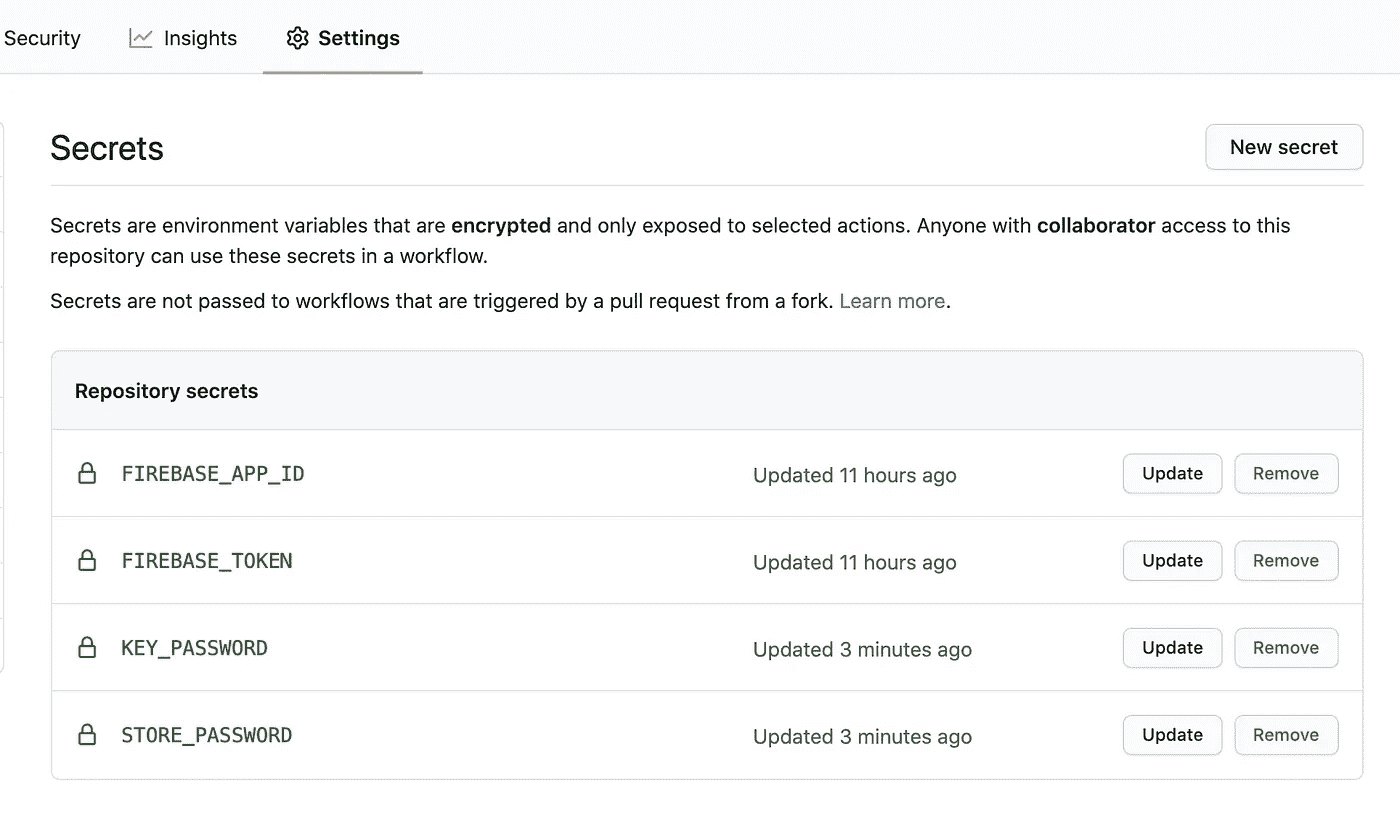 Security Insights Settings
Secrets
New secret
Secrets are environment variables that are encrypted and only exposed to selected actions. Anyone with collaborator access to this
repository can use these secrets in a workflow.
Secrets are not passed to workflows that are triggered by a pull request from a fork. Learn more.
Repository secrets
FIREBASE_APP_ID Updated 11 hours ago Update Remove
FIREBASE_TOKEN Updated 11 hours ago Update Remove
KEY_PASSWORD Updated 3 minutes ago Update Remove
STORE_PASSWORD Updated 3 minutes ago Update Remove